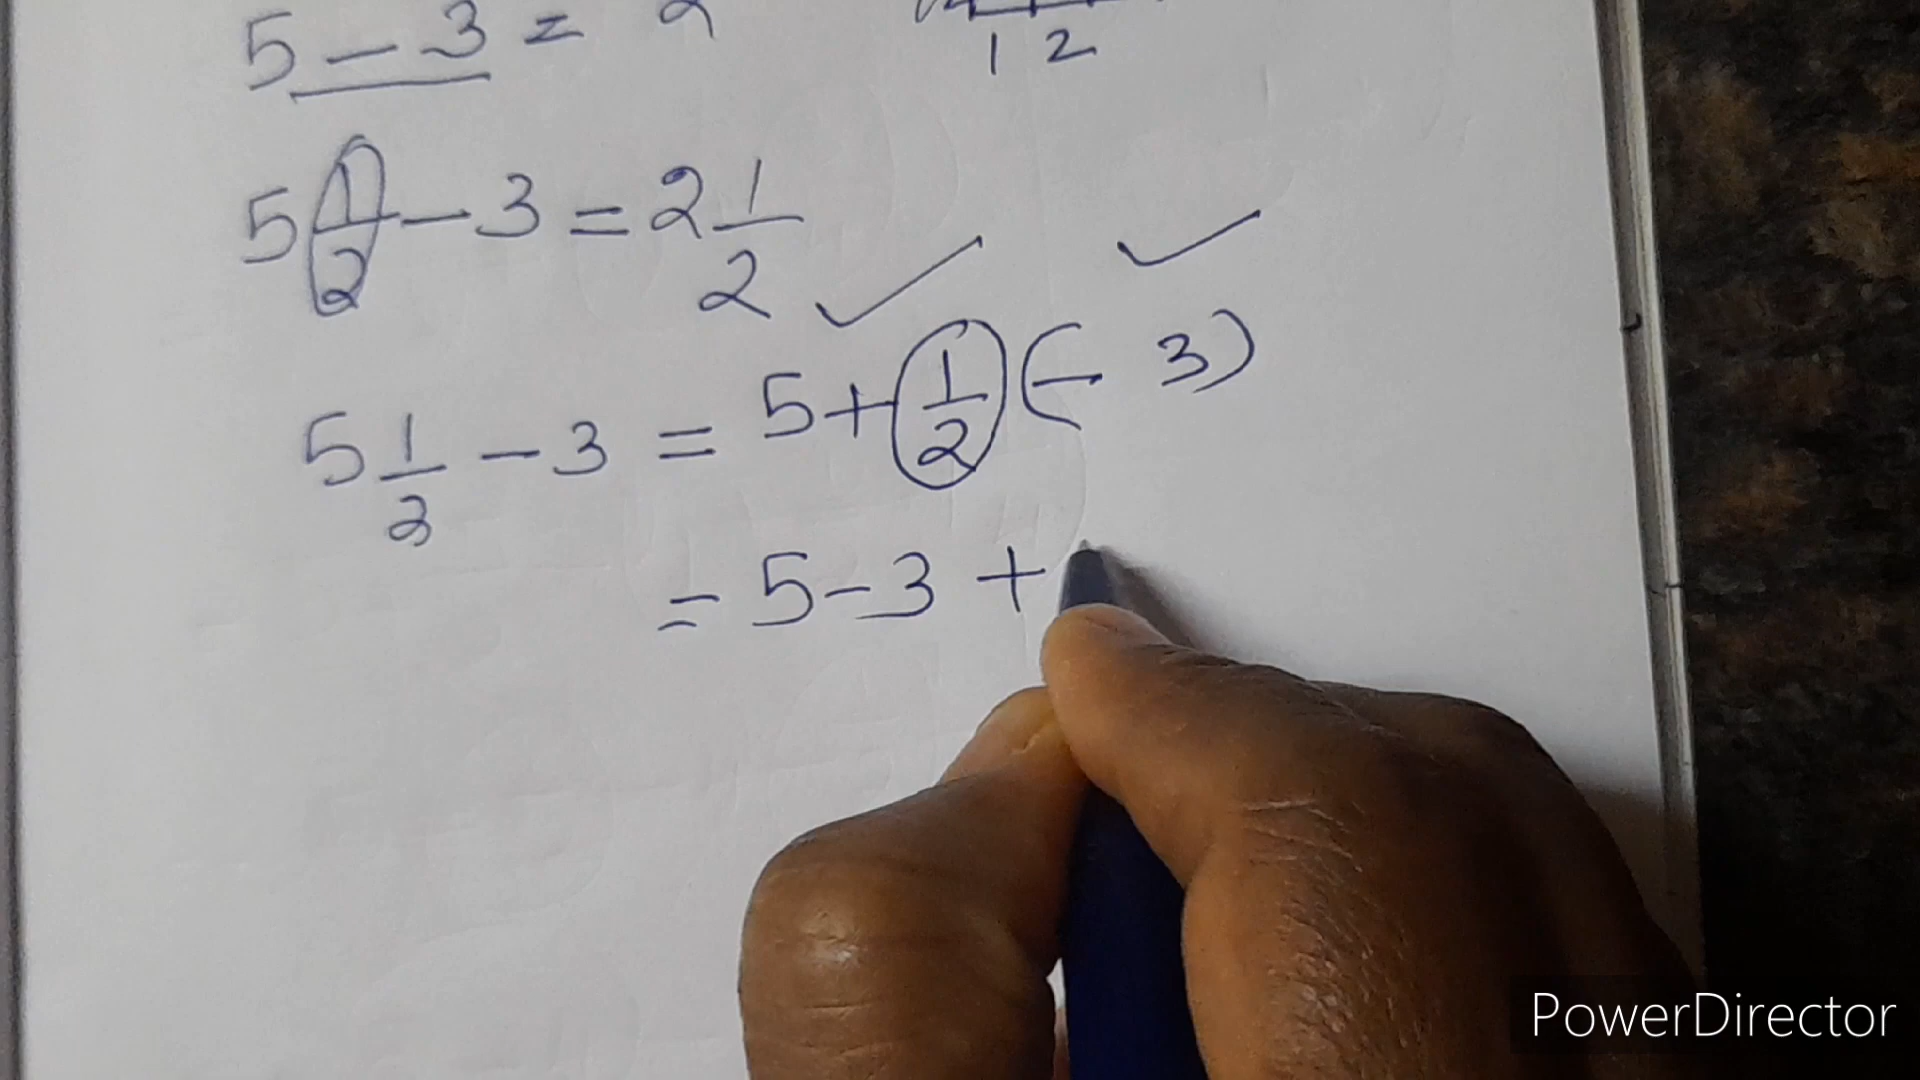 5 - 3 = 2
1 2
5 1/2 - 3 = 2 1/2
5 1/2 - 3 = 5 + 1/2 (- 3)
= 5 - 3 +
PowerDirector